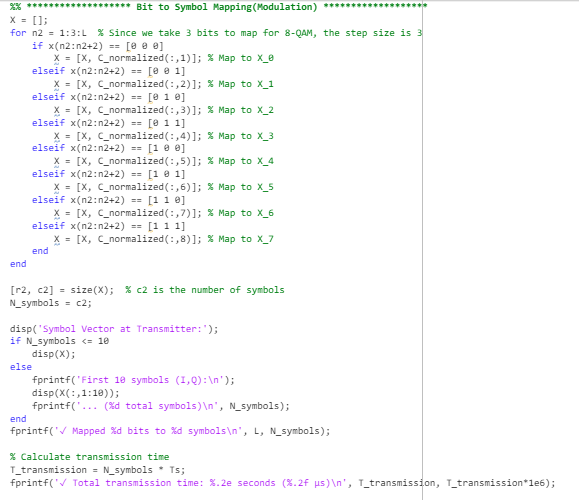 %% ******************* Bit to Symbol Mapping(Modulation) *******************
X = [];
for n2 = 1:3:L  % Since we take 3 bits to map for 8-QAM, the step size is 3
    if x(n2:n2+2) == [0 0 0]
        X = [X, C_normalized(:,1)]; % Map to X_0
    elseif x(n2:n2+2) == [0 0 1]
        X = [X, C_normalized(:,2)]; % Map to X_1
    elseif x(n2:n2+2) == [0 1 0]
        X = [X, C_normalized(:,3)]; % Map to X_2
    elseif x(n2:n2+2) == [0 1 1]
        X = [X, C_normalized(:,4)]; % Map to X_3
    elseif x(n2:n2+2) == [1 0 0]
        X = [X, C_normalized(:,5)]; % Map to X_4
    elseif x(n2:n2+2) == [1 0 1]
        X = [X, C_normalized(:,6)]; % Map to X_5
    elseif x(n2:n2+2) == [1 1 0]
        X = [X, C_normalized(:,7)]; % Map to X_6
    elseif x(n2:n2+2) == [1 1 1]
        X = [X, C_normalized(:,8)]; % Map to X_7
    end
end
[r2, c2] = size(X);  % c2 is the number of symbols
N_symbols = c2;
disp('Symbol Vector at Transmitter:');
if N_symbols <= 10
    disp(X);
else
    fprintf('First 10 symbols (I,Q):\n');
    disp(X(:,1:10));
    fprintf('... (%d total symbols)\n', N_symbols);
end
fprintf('✓ Mapped %d bits to %d symbols\n', L, N_symbols);
% Calculate transmission time
T_transmission = N_symbols * Ts;
fprintf('✓ Total transmission time: %.2e seconds (%.2f µs)\n', T_transmission, T_transmission*1e6);